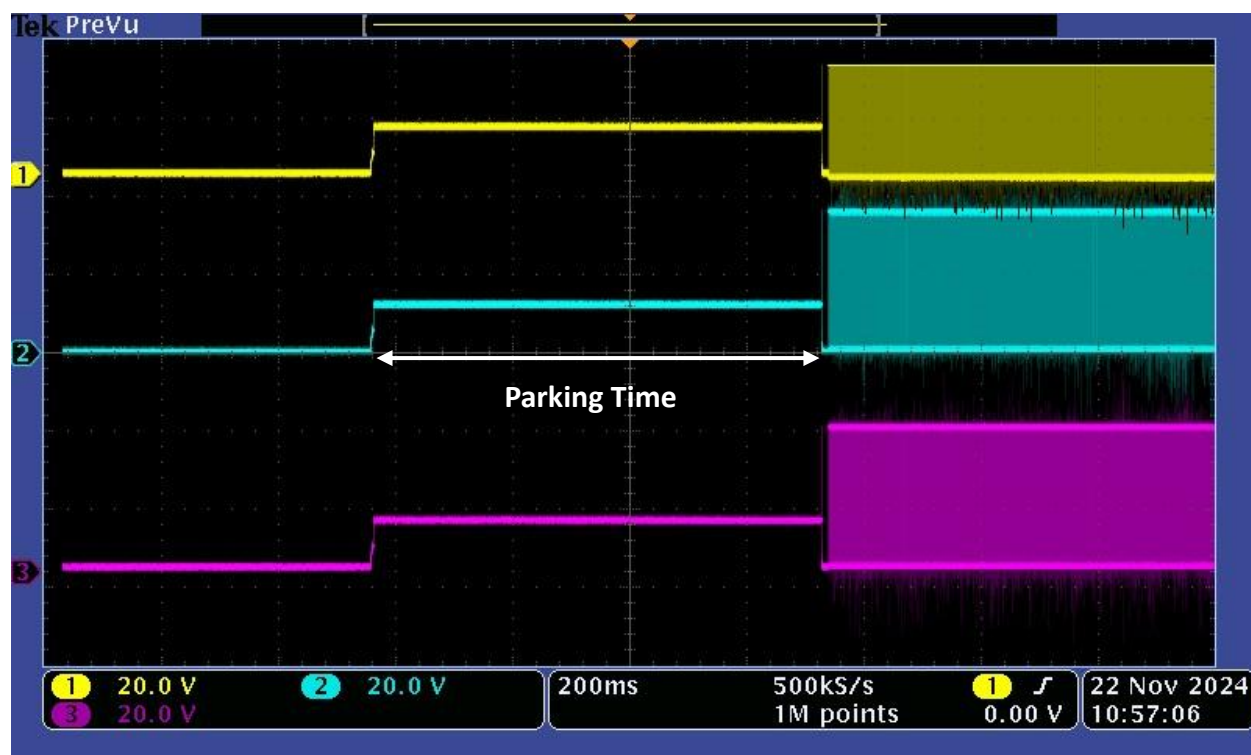 Tek PreVu
1
2
Parking Time
3
1 20.0 V 2 20.0 V 200ms 500kS/s 1 22 Nov 2024
3 20.0 V 1M points 0.00 V 10:57:06